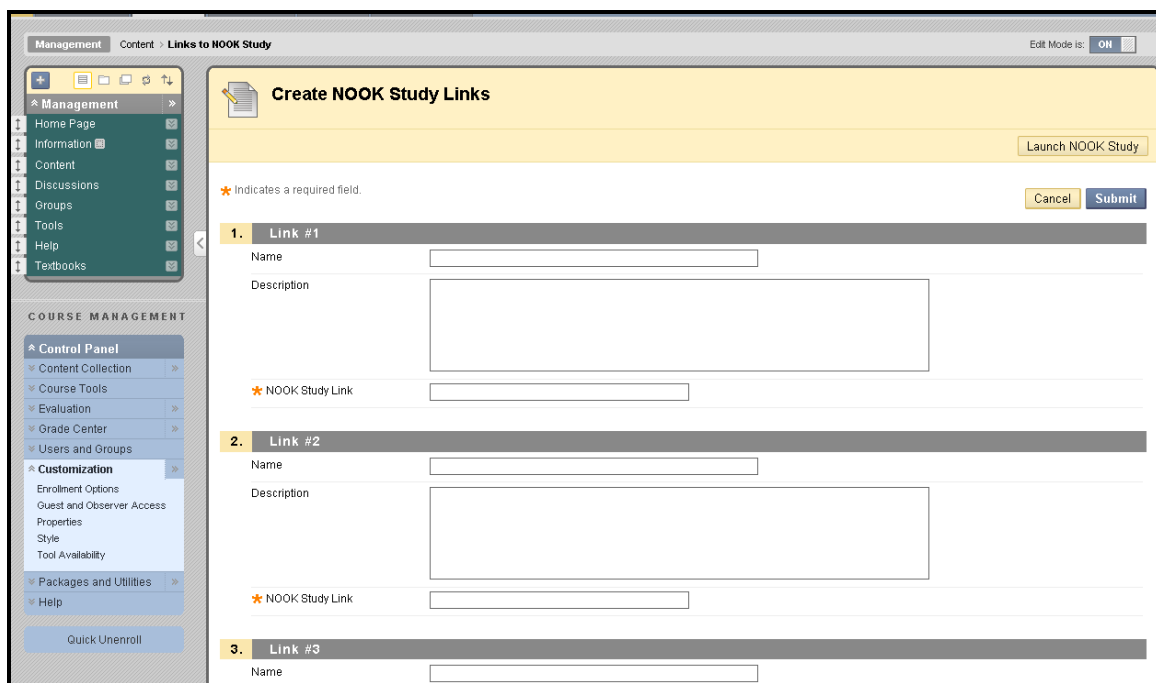 Management Content > Links to NOOK Study
Edit Mode is: ON
Management
Home Page
Information
Content
Discussions
Groups
Tools
Help
Textbooks
COURSE MANAGEMENT
Control Panel
Content Collection
Course Tools
Evaluation
Grade Center
Users and Groups
Customization
Enrollment Options
Guest and Observer Access
Properties
Style
Tool Availability
Packages and Utilities
Help
Quick Unenroll
Create NOOK Study Links
Launch NOOK Study
Indicates a required field.
Cancel Submit
1. Link #1
Name
Description
NOOK Study Link
2. Link #2
Name
Description
NOOK Study Link
3. Link #3
Name